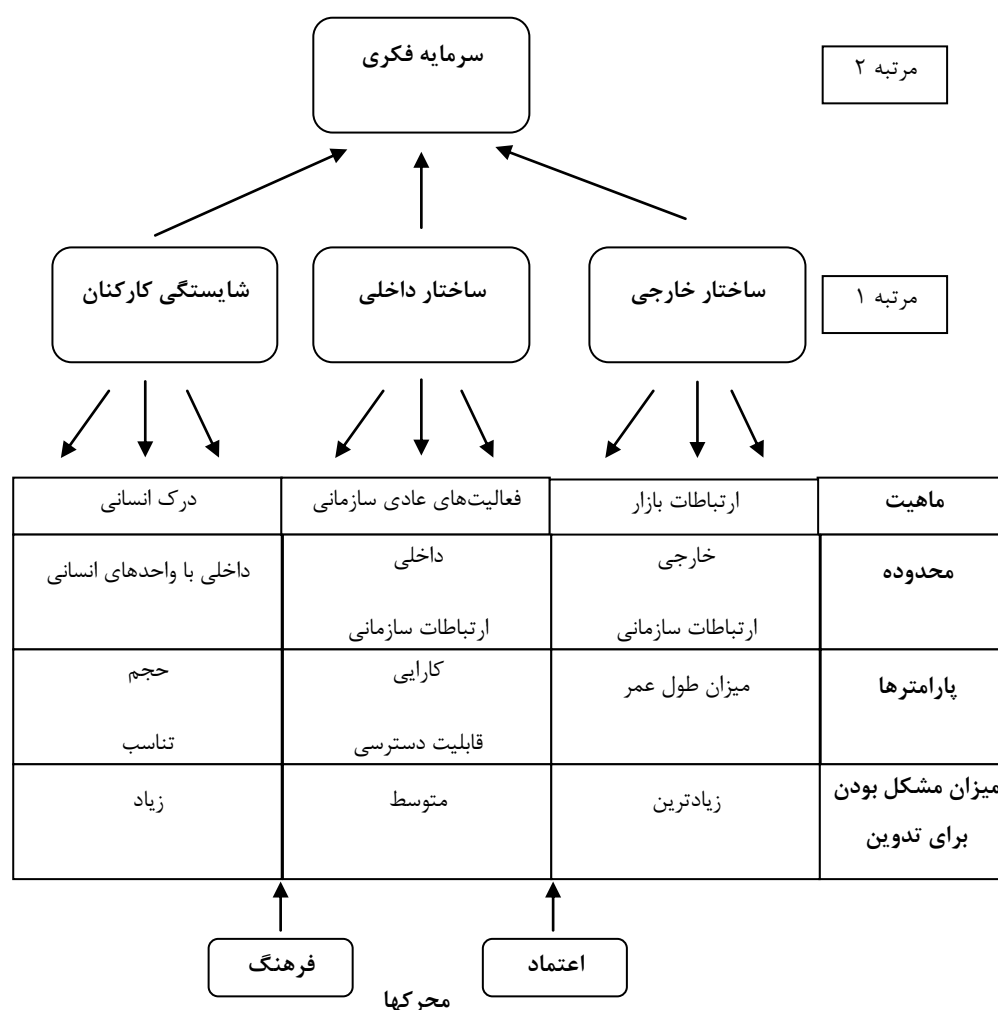 سرمایه فکری
مرتبه ۲
ساختار خارجی
ساختار داخلی
شایستگی کارکنان
مرتبه ۱
ماهیت
ارتباطات بازار
فعالیت‌های عادی سازمانی
درک انسانی
محدوده
خارجی
ارتباطات سازمانی
داخلی
ارتباطات سازمانی
داخلی با واحدهای انسانی
پارامترها
میزان طول عمر
کارایی
قابلیت دسترسی
حجم
تناسب
میزان مشکل بودن
برای تدوین
زیادترین
متوسط
زیاد
اعتماد
فرهنگ
محرکها